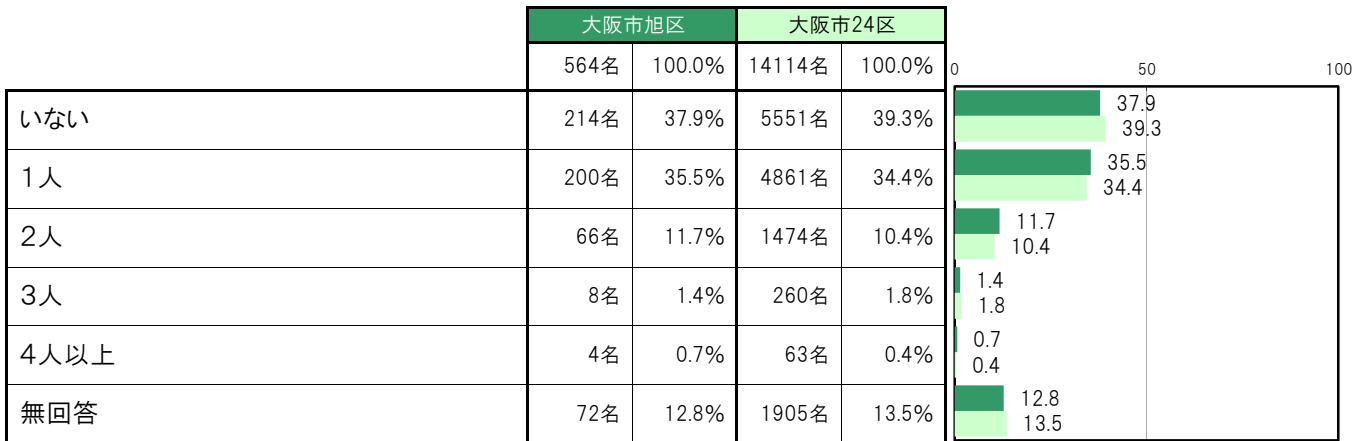 大阪市旭区 大阪市24区
564名 100.0% 14114名 100.0% 0 50 100
いない 214名 37.9% 5551名 39.3% 37.9
39.3
1人 200名 35.5% 4861名 34.4% 35.5
34.4
2人 66名 11.7% 1474名 10.4% 11.7
10.4
3人 8名 1.4% 260名 1.8% 1.4
1.8
4人以上 4名 0.7% 63名 0.4% 0.7
0.4
無回答 72名 12.8% 1905名 13.5% 12.8
13.5